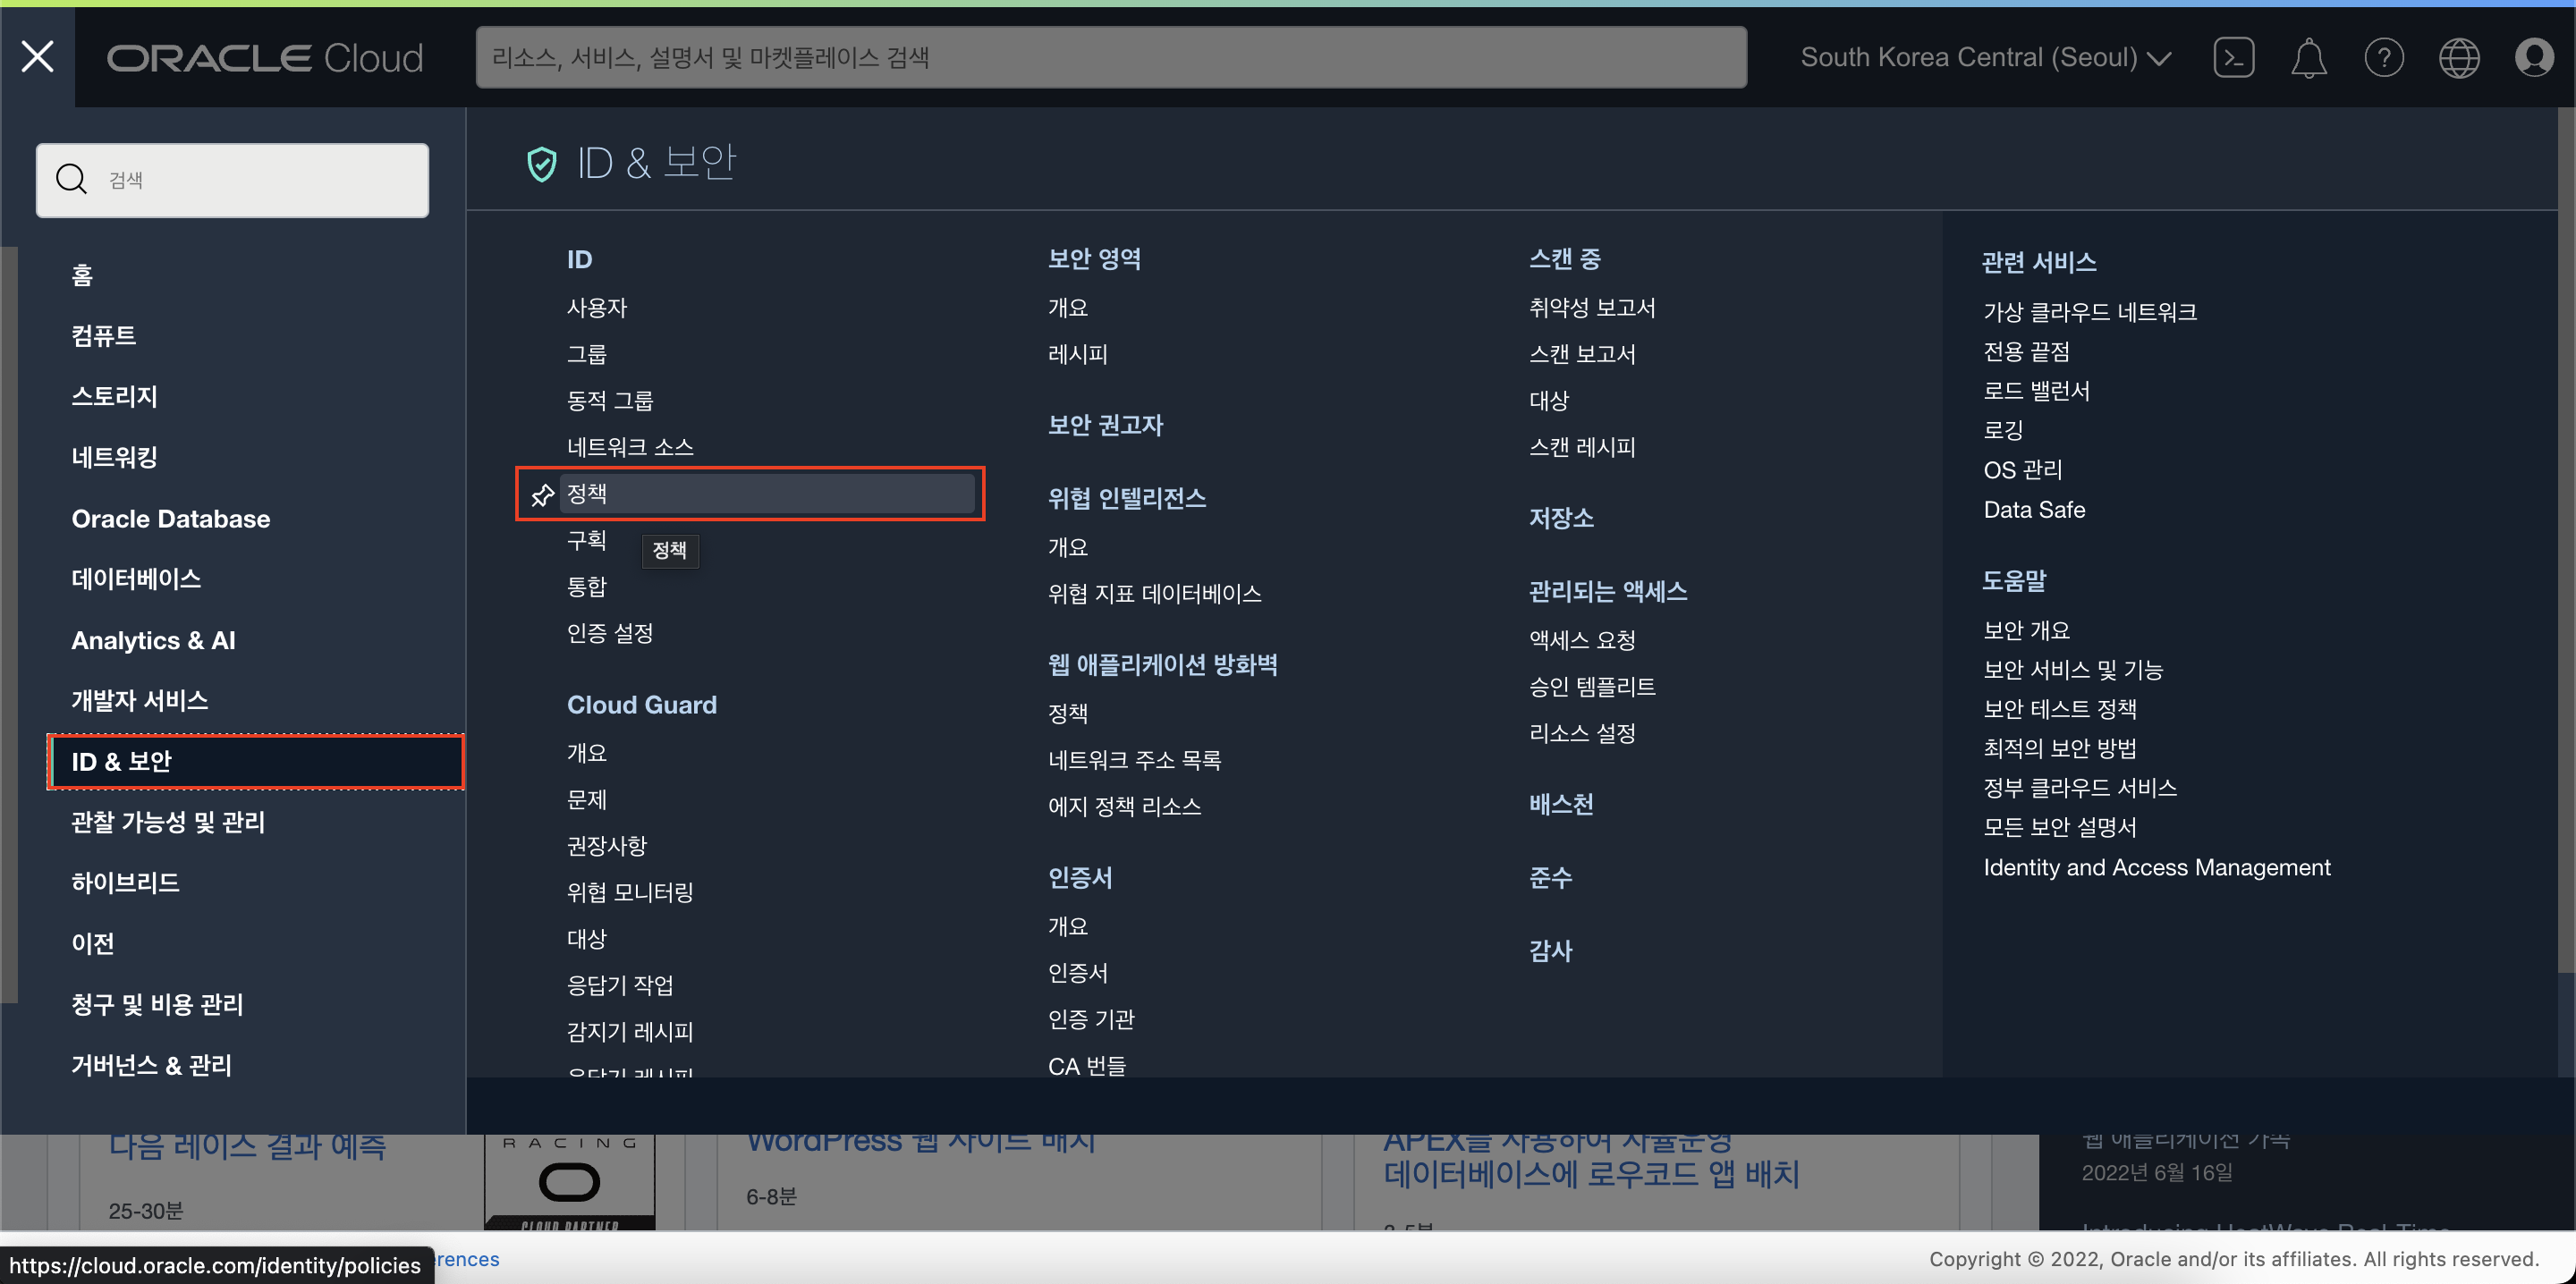 ORACLE Cloud
리소스, 서비스, 설명서 및 마켓플레이스 검색
South Korea Central (Seoul)
검색
홈
컴퓨트
스토리지
네트워킹
Oracle Database
데이터베이스
Analytics & AI
개발자 서비스
ID & 보안
관찰 가능성 및 관리
하이브리드
이전
청구 및 비용 관리
거버넌스 & 관리
ID & 보안
ID
사용자
그룹
동적 그룹
네트워크 소스
정책
구획
정책
통합
인증 설정
Cloud Guard
개요
문제
권장사항
위협 모니터링
대상
응답기 작업
감지기 레시피
응답기 레시피
보안 영역
개요
레시피
보안 권고자
위협 인텔리전스
개요
위협 지표 데이터베이스
웹 애플리케이션 방화벽
정책
네트워크 주소 목록
에지 정책 리소스
인증서
개요
인증서
인증 기관
CA 번들
스캔 중
취약성 보고서
스캔 보고서
대상
스캔 레시피
저장소
관리되는 액세스
액세스 요청
승인 템플리트
리소스 설정
배스천
준수
감사
관련 서비스
가상 클라우드 네트워크
전용 끝점
로드 밸런서
로깅
OS 관리
Data Safe
도움말
보안 개요
보안 서비스 및 기능
보안 테스트 정책
최적의 보안 방법
정부 클라우드 서비스
모든 보안 설명서
Identity and Access Management
다음 레이스 결과 예측
25-30분
RACING
CLOUD PARTNER
WordPress 웹 사이트 배치
6-8분
APEX를 사용하여 자율운영
데이터베이스에 로우코드 앱 배치
웹 애플리케이션 가속
2022년 6월 16일
Introducing HeatWave Real-Time
https://cloud.oracle.com/identity/policies
erences
Copyright © 2022, Oracle and/or its affiliates. All rights reserved.